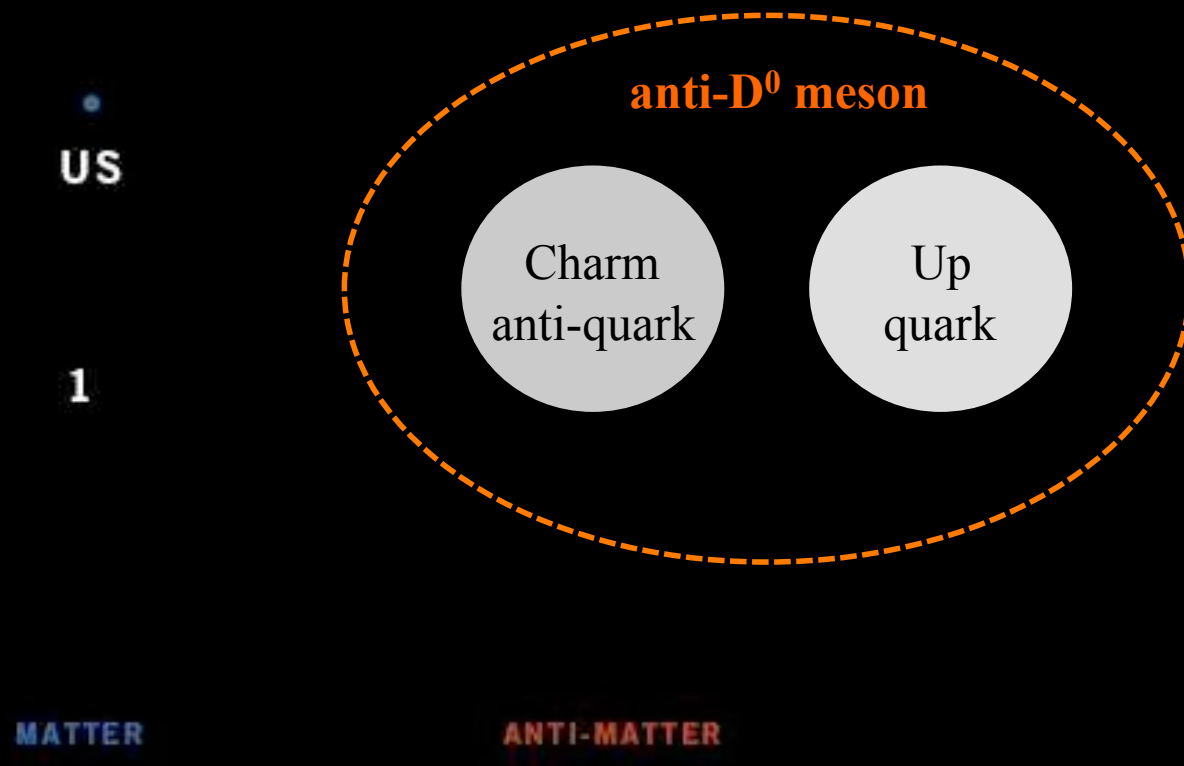 anti-D⁰ meson
US
Charm
anti-quark
Up
quark
1
MATTER
ANTI-MATTER